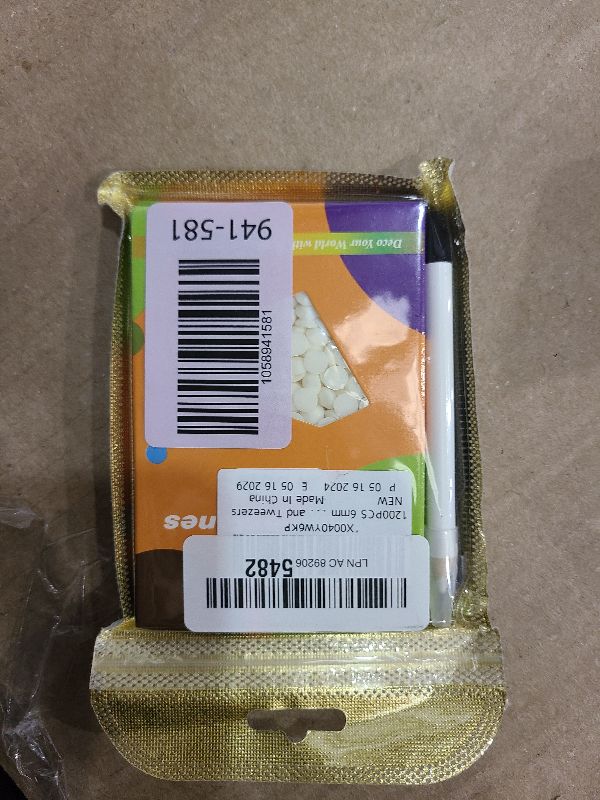 LPN AC 89206 5482
X0040YW6KP
1200PCS 6mm ... and Tweezers
NEW Made In China
P 05 16 2024 E 05 16 2029
nes
1058941581
941-581
Deco Your World with